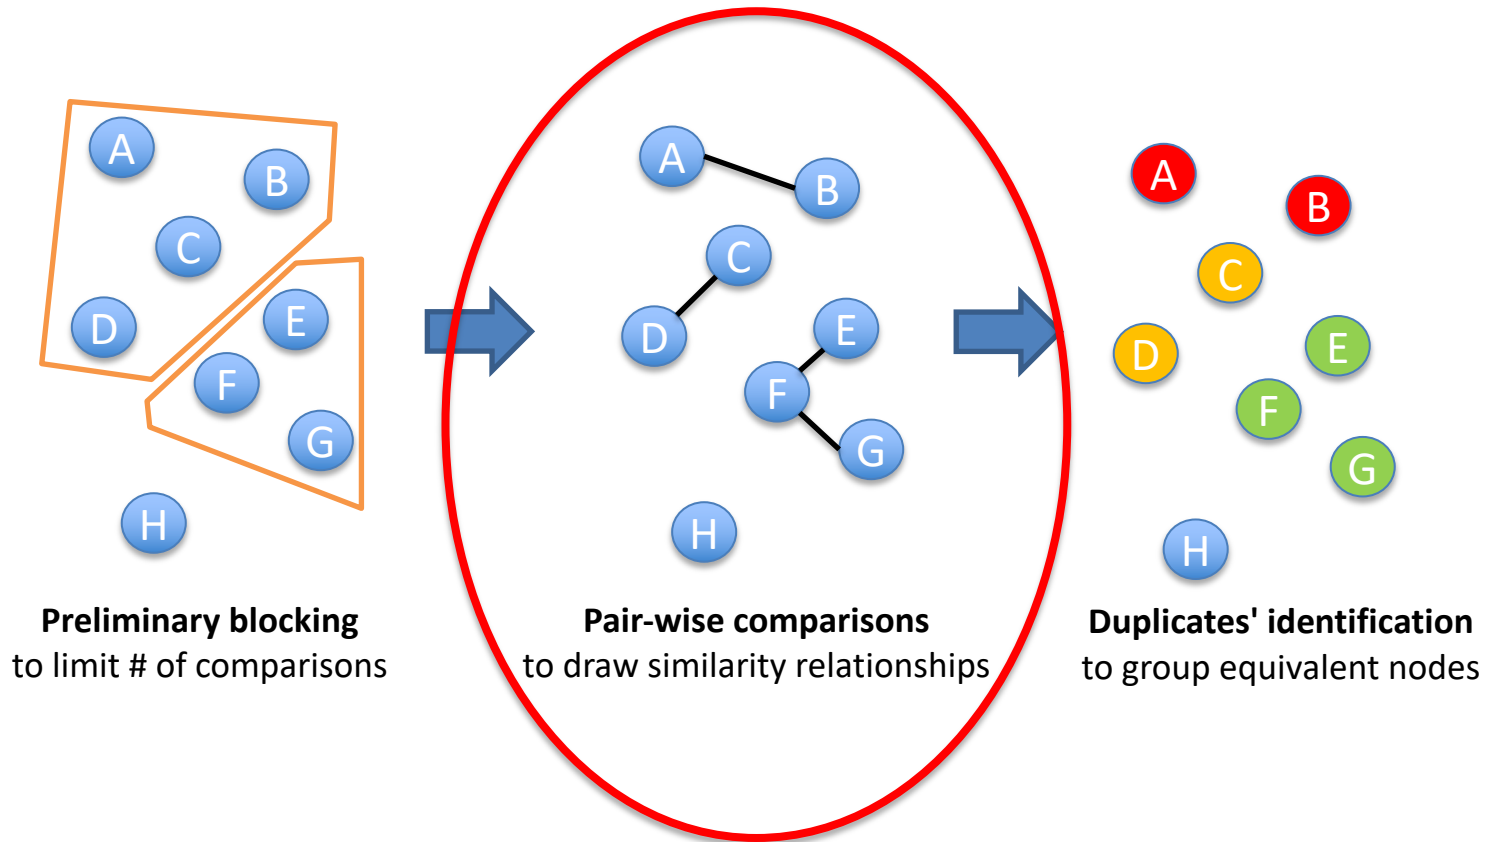 A
B
C
D
E
F
G
H
Preliminary blocking
to limit # of comparisons
A
B
C
D
E
F
G
H
Pair-wise comparisons
to draw similarity relationships
A
B
C
D
E
F
G
H
Duplicates' identification
to group equivalent nodes